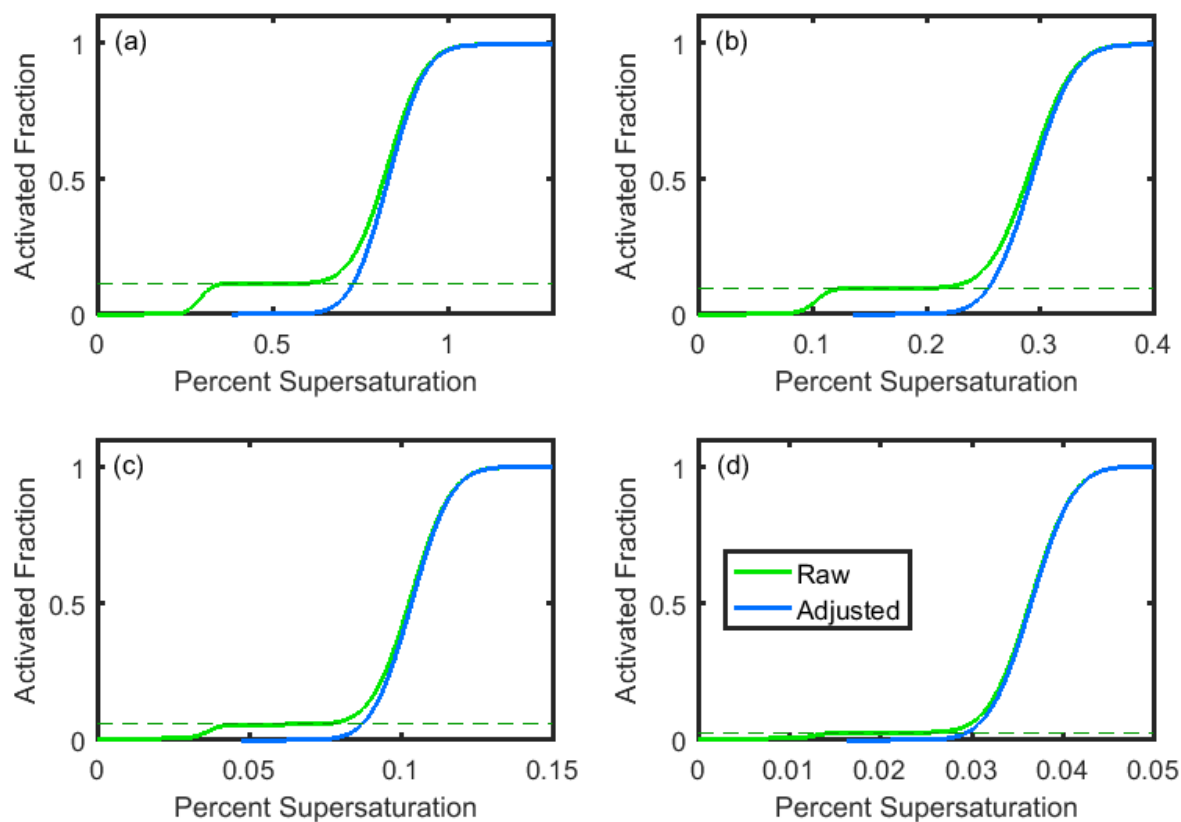 (a)
1
0.5
0
Activated Fraction
0 0.5 1
Percent Supersaturation
(b)
1
0.5
0
Activated Fraction
0 0.1 0.2 0.3 0.4
Percent Supersaturation
(c)
1
0.5
0
Activated Fraction
0 0.05 0.1 0.15
Percent Supersaturation
(d)
1
0.5
0
Activated Fraction
Raw
Adjusted
0 0.01 0.02 0.03 0.04 0.05
Percent Supersaturation